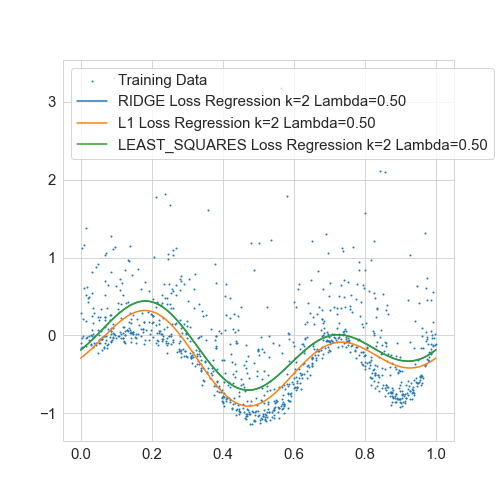 Training Data
RIDGE Loss Regression k=2 Lambda=0.50
L1 Loss Regression k=2 Lambda=0.50
LEAST_SQUARES Loss Regression k=2 Lambda=0.50
3
2
1
0
−1
0.0 0.2 0.4 0.6 0.8 1.0